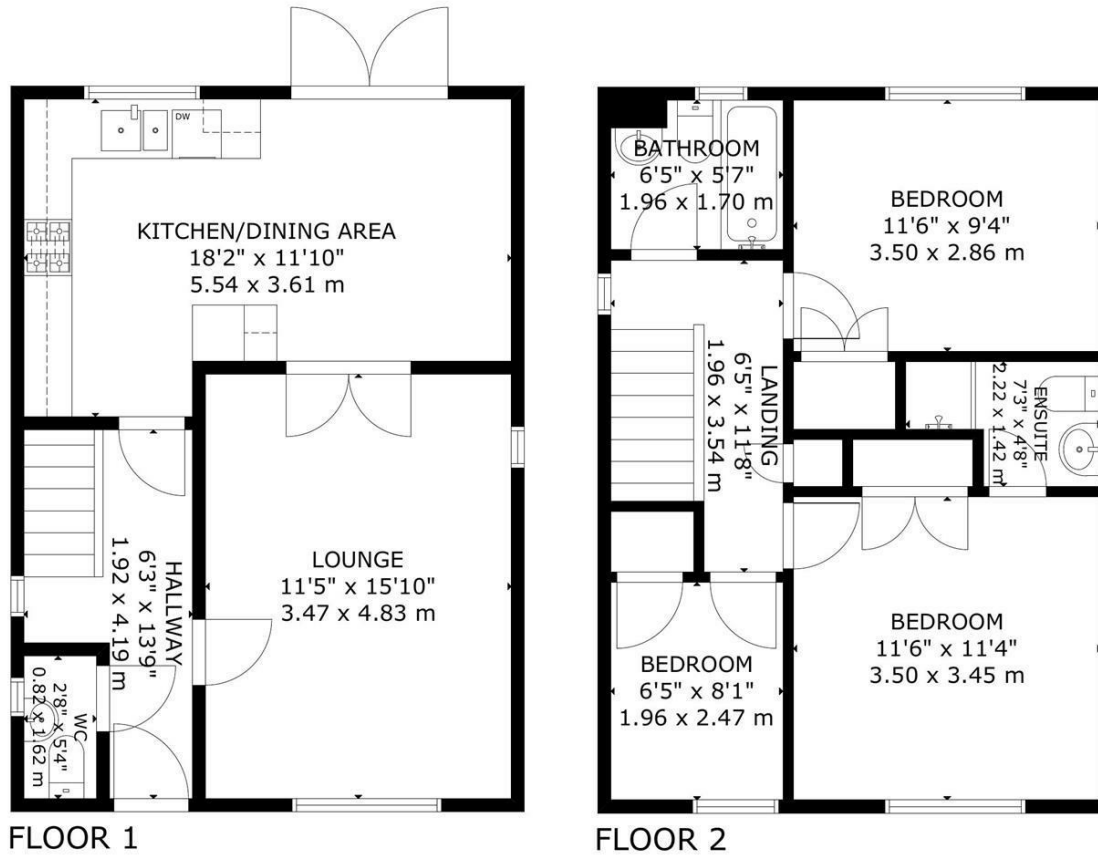 DW
KITCHEN/DINING AREA
18'2" x 11'10"
5.54 x 3.61 m
LOUNGE
11'5" x 15'10"
3.47 x 4.83 m
HALLWAY
6'3" x 13'9"
1.92 x 4.19 m
WC
2'8" x 5'4"
0.82 x 1.62 m
FLOOR 1
BATHROOM
6'5" x 5'7"
1.96 x 1.70 m
BEDROOM
11'6" x 9'4"
3.50 x 2.86 m
LANDING
6'5" x 11'8"
1.96 x 3.54 m
ENSUITE
7'3" x 4'8"
2.22 x 1.42 m
BEDROOM
6'5" x 8'1"
1.96 x 2.47 m
BEDROOM
11'6" x 11'4"
3.50 x 3.45 m
FLOOR 2